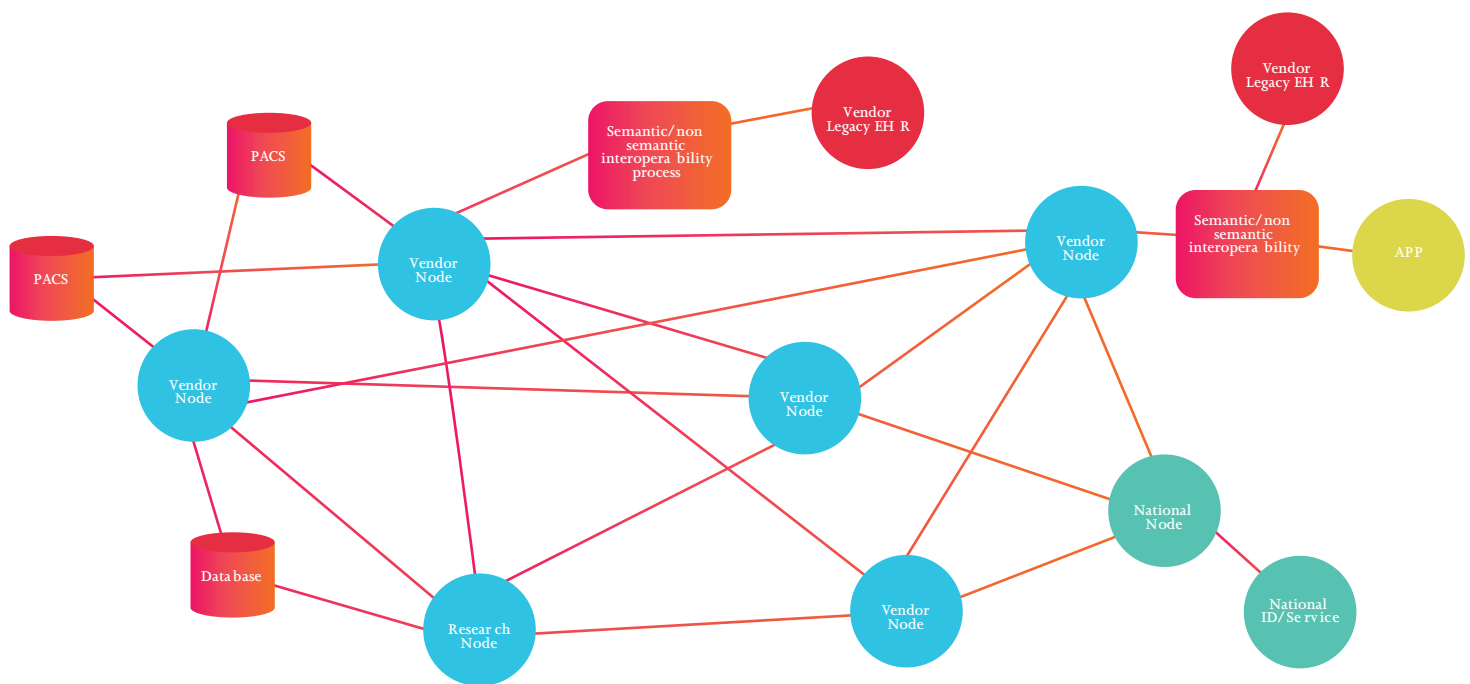 Vendor
Legacy EH R
Vendor
Legacy EH R
Semantic/non
semantic
interopera bility
process
PACS
Semantic/non
semantic
interopera bility
Vendor
Node
APP
Vendor
Node
PACS
Vendor
Node
Vendor
Node
National
Node
Data base
National
ID/Se rvice
Vendor
Node
Resear ch
Node